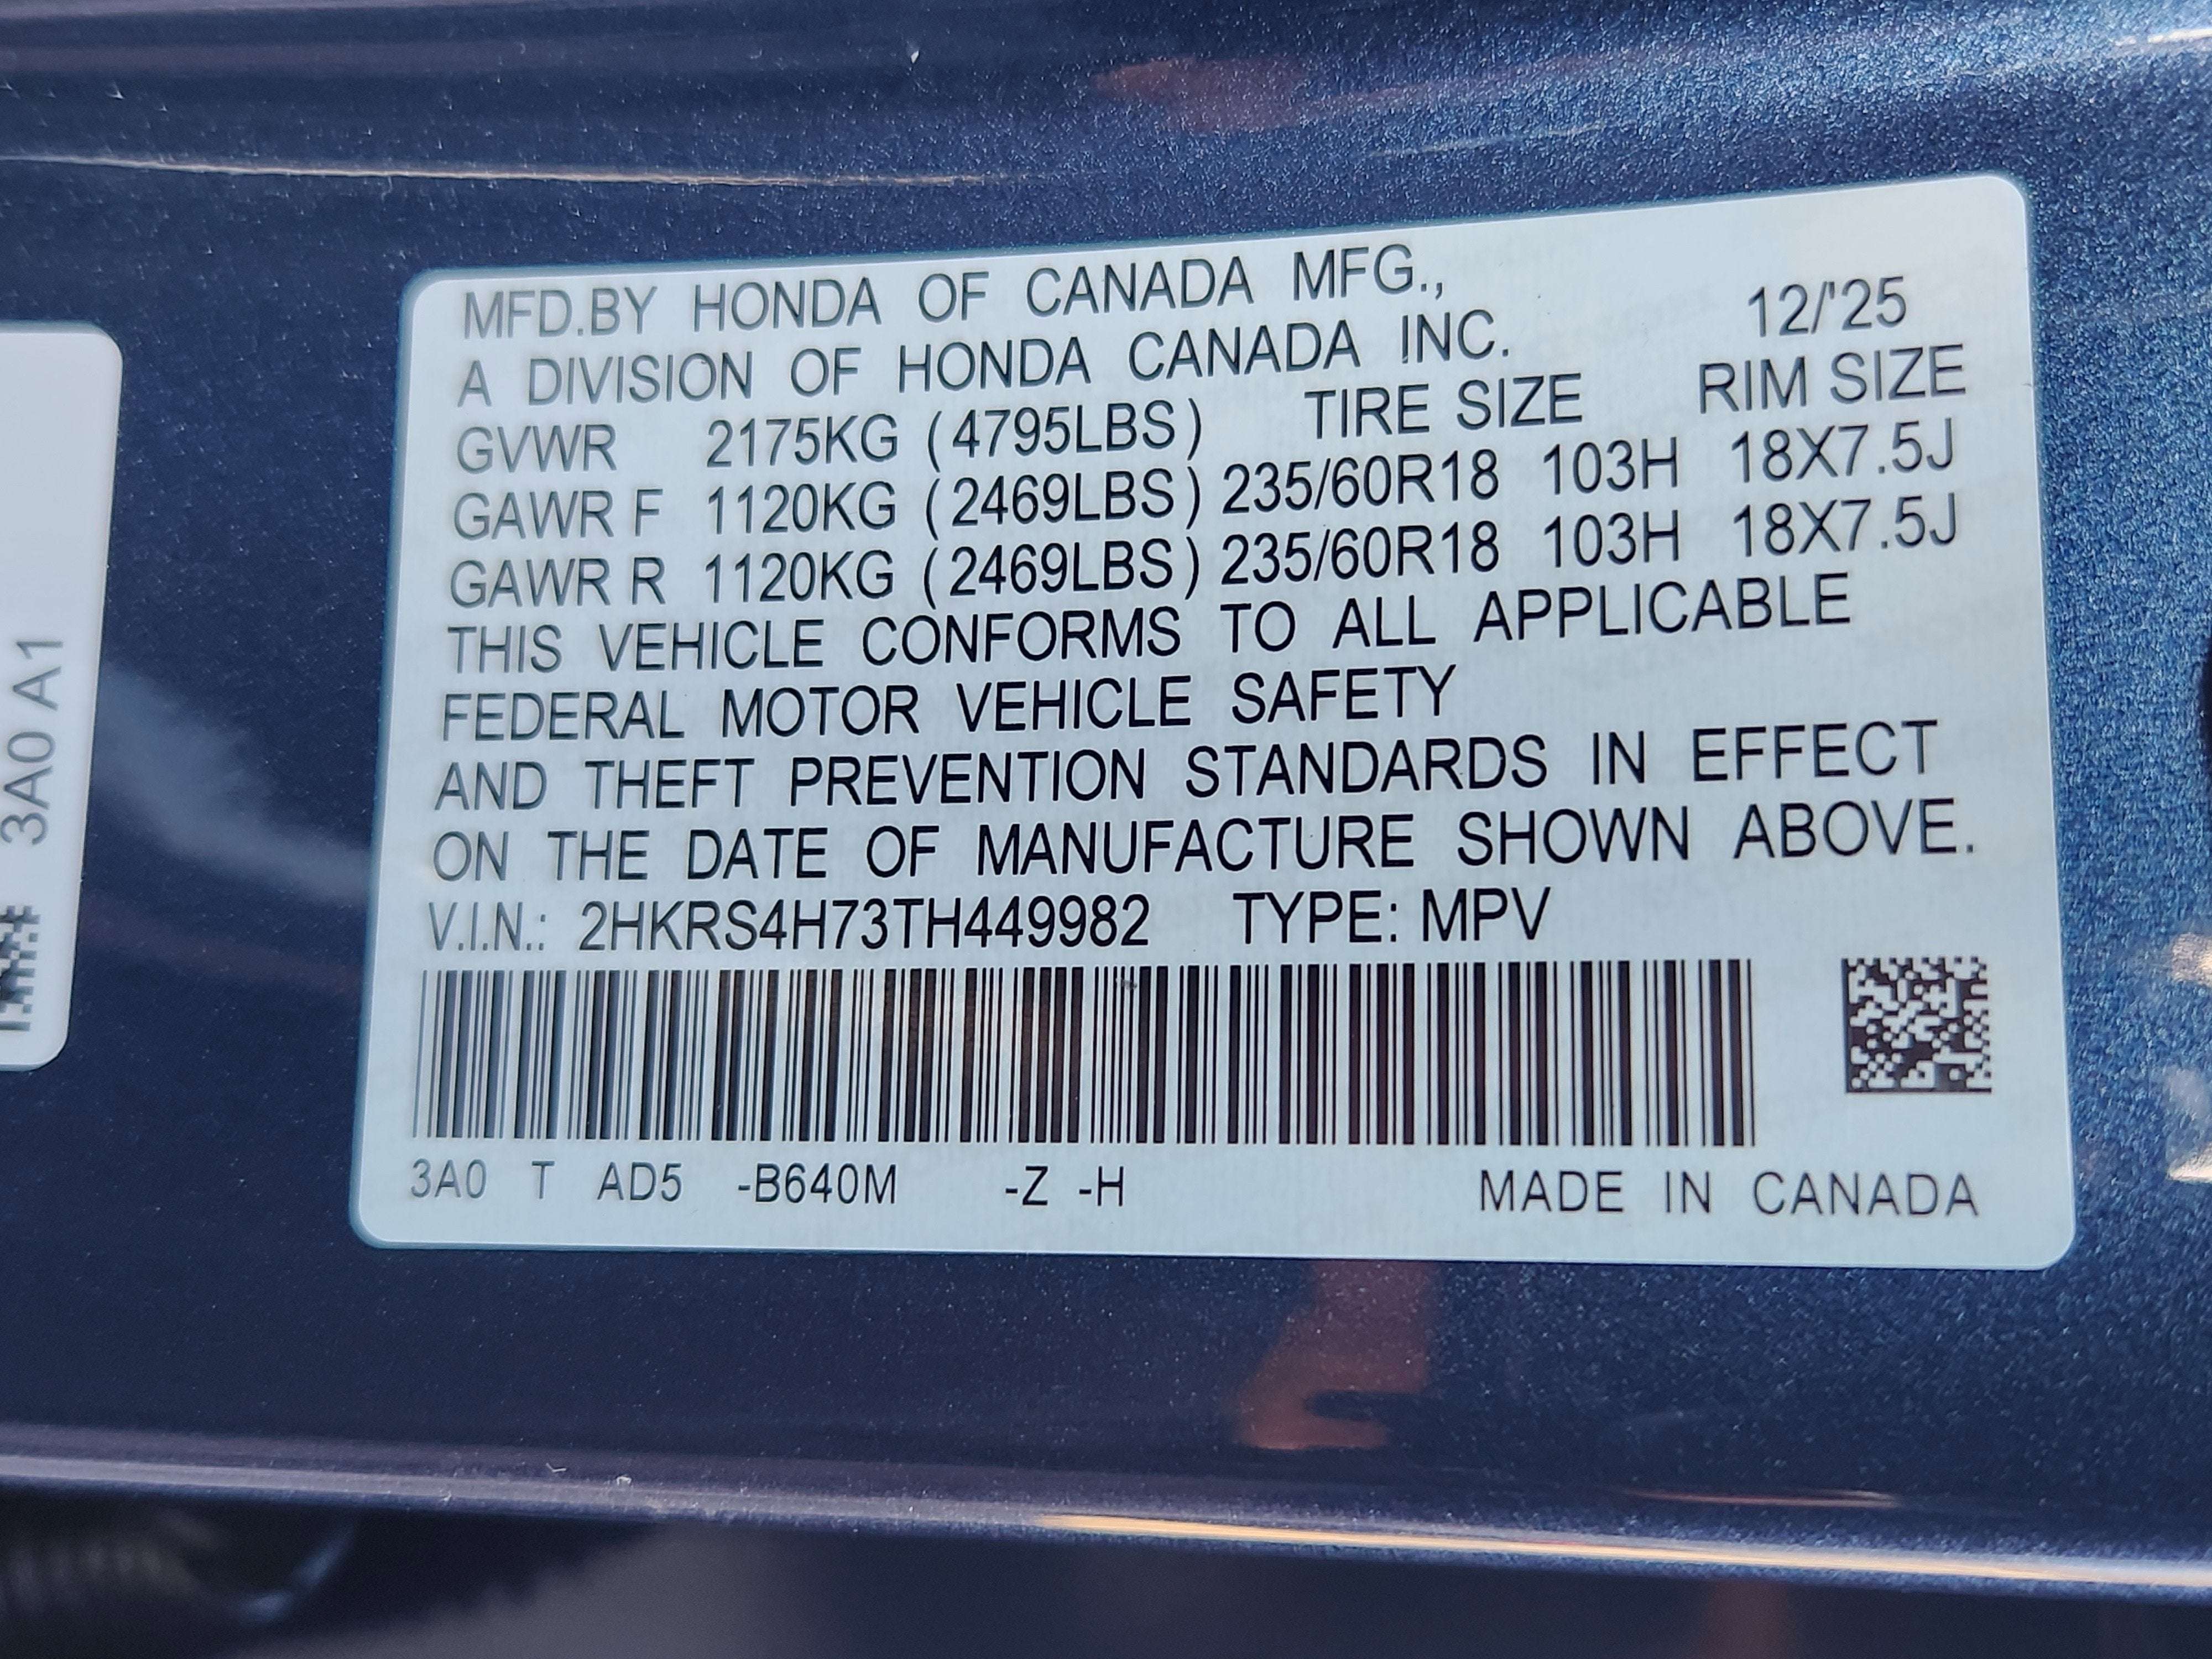 MFD.BY HONDA OF CANADA MFG.,
A DIVISION OF HONDA CANADA INC. 12/'25
GVWR 2175KG (4795LBS) TIRE SIZE RIM SIZE
GAWR F 1120KG (2469LBS) 235/60R18 103H 18X7.5J
GAWR R 1120KG (2469LBS) 235/60R18 103H 18X7.5J
THIS VEHICLE CONFORMS TO ALL APPLICABLE
FEDERAL MOTOR VEHICLE SAFETY
AND THEFT PREVENTION STANDARDS IN EFFECT
ON THE DATE OF MANUFACTURE SHOWN ABOVE.
V.I.N.: 2HKRS4H73TH449982 TYPE: MPV
3A0 T AD5 -B640M -Z -H MADE IN CANADA
3A0 A1